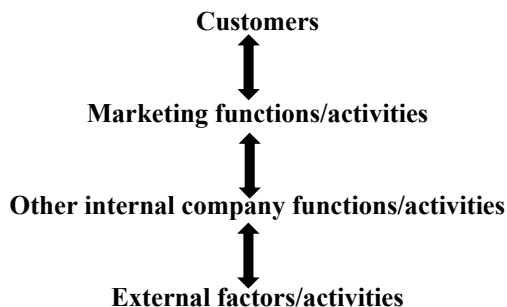 Customers
Marketing functions/activities
Other internal company functions/activities
External factors/activities